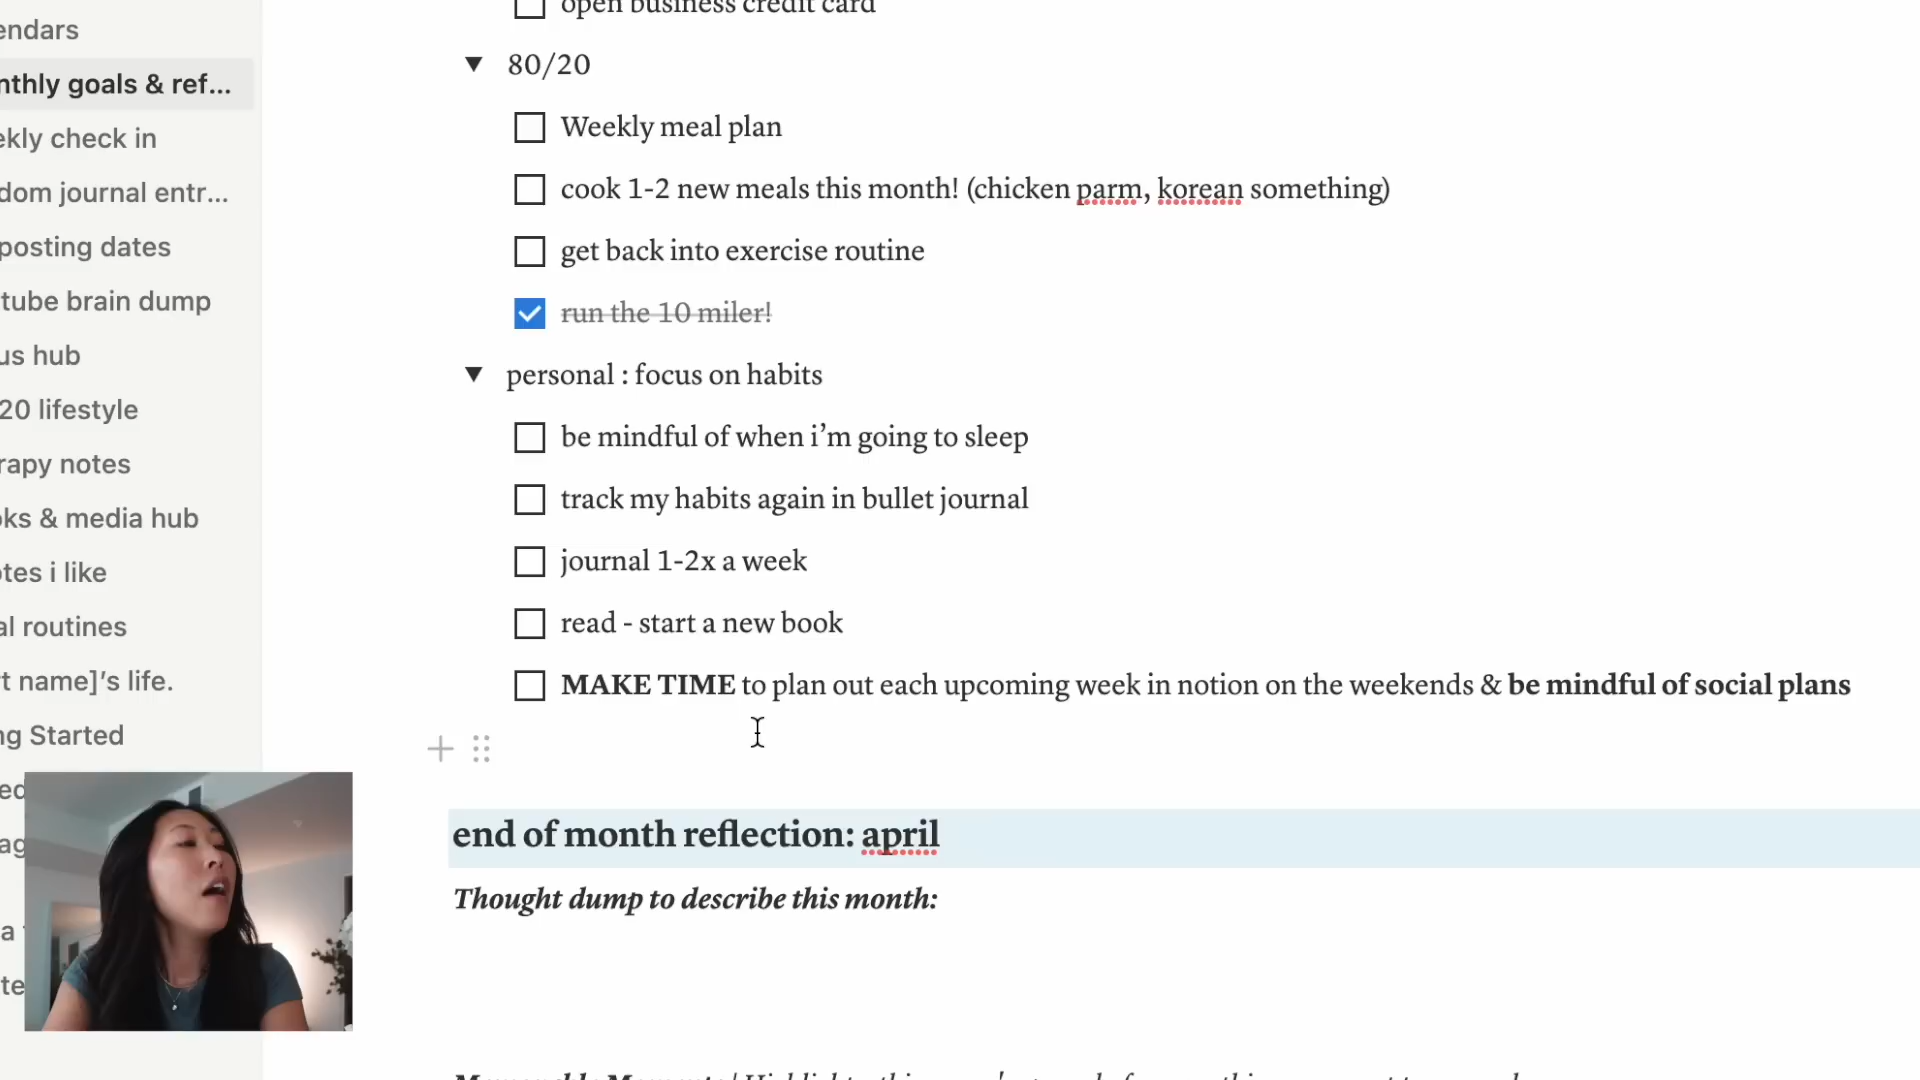 endars
nthly goals & ref...
ekly check in
dom journal entr...
posting dates
tube brain dump
us hub
20 lifestyle
rapy notes
oks & media hub
otes i like
al routines
t name]'s life.
ng Started
ed
ag
a
te
open business credit card
80/20
Weekly meal plan
cook 1-2 new meals this month! (chicken parm, korean something)
get back into exercise routine
run the 10 miler!
personal : focus on habits
be mindful of when i’m going to sleep
track my habits again in bullet journal
journal 1-2x a week
read - start a new book
MAKE TIME to plan out each upcoming week in notion on the weekends & be mindful of social plans
end of month reflection: april
Thought dump to describe this month: